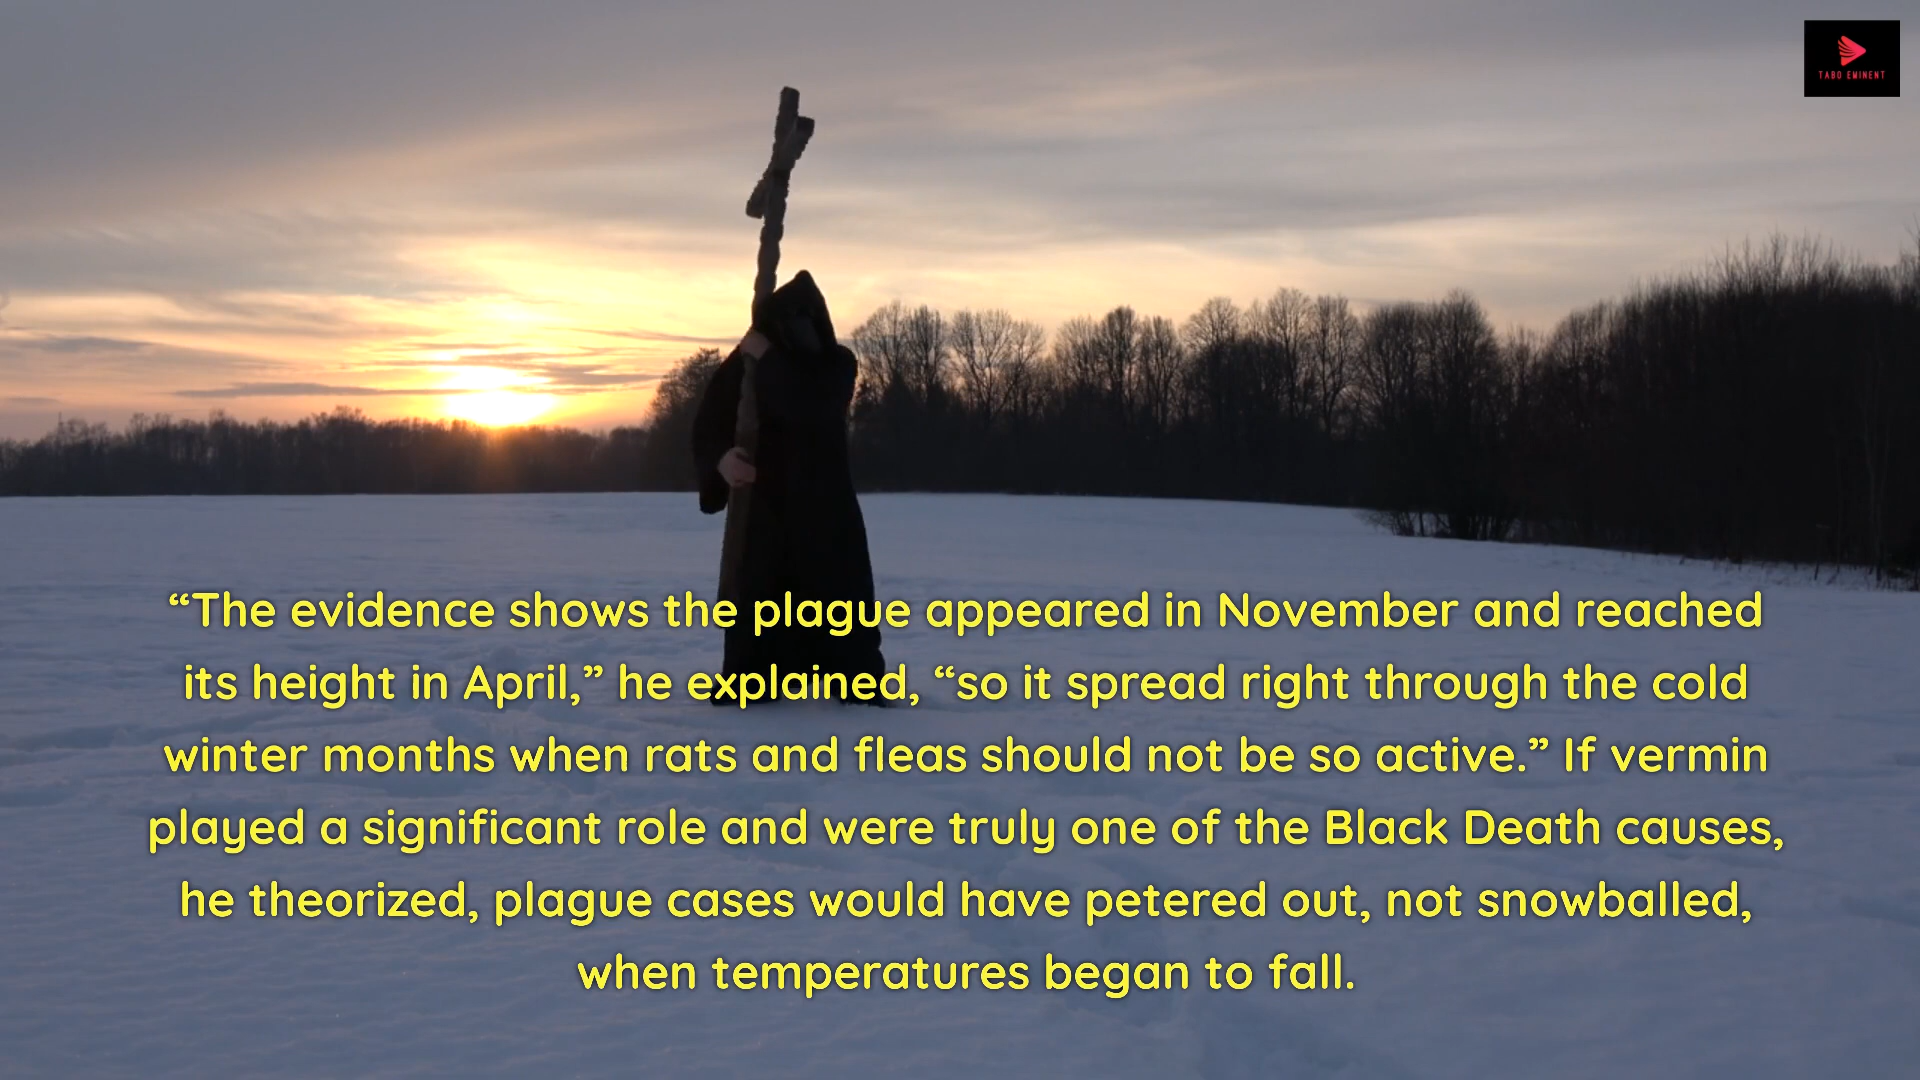 TABO EMINENT
“The evidence shows the plague appeared in November and reached
its height in April,” he explained, “so it spread right through the cold
winter months when rats and fleas should not be so active.” If vermin
played a significant role and were truly one of the Black Death causes,
he theorized, plague cases would have petered out, not snowballed,
when temperatures began to fall.